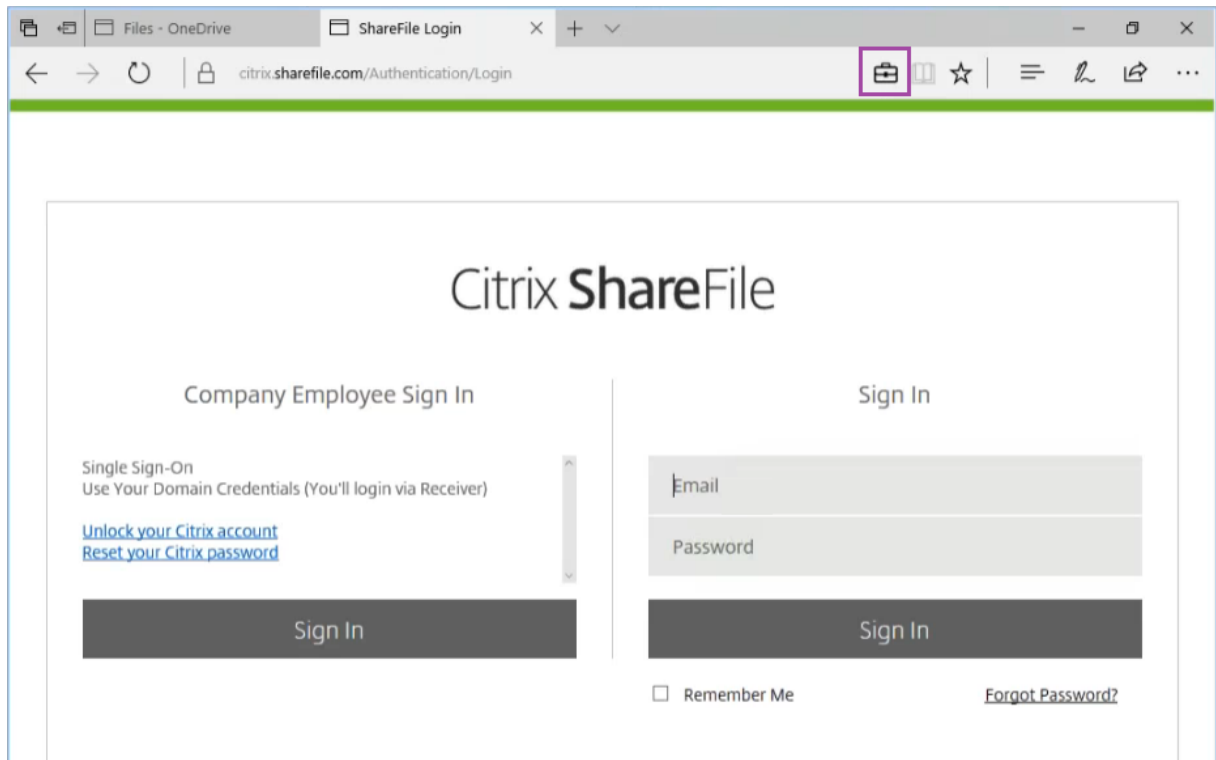 Files - OneDrive
ShareFile Login
citrix.sharefile.com/Authentication/Login
Citrix ShareFile
Company Employee Sign In
Single Sign-On
Use Your Domain Credentials (You'll login via Receiver)
Unlock your Citrix account
Reset your Citrix password
Sign In
Sign In
Email
Password
Sign In
Remember Me
Forgot Password?